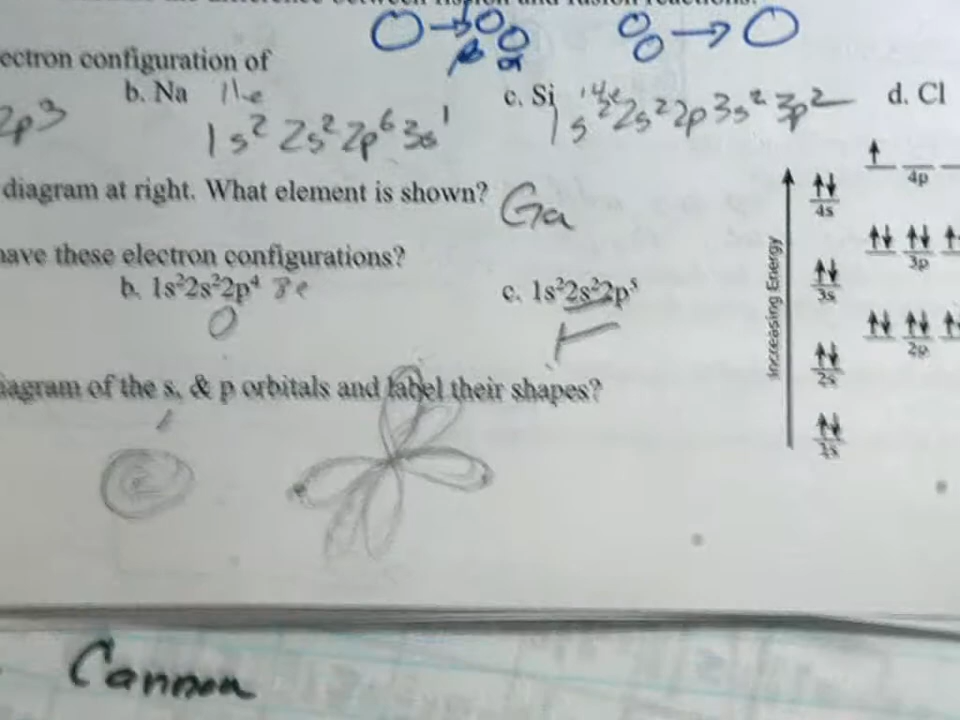 fusion reactions.
β α
ectron configuration of
b. Na 11e c. Si 14e d. Cl
2p3 1s² 2s² 2p⁶ 3s¹ 1s² 2s² 2p 3s² 3p²
diagram at right. What element is shown? Ga
have these electron configurations?
b. 1s²2s²2p⁴ 8e c. 1s²2s²2p⁵
O F
iagram of the s, & p orbitals and label their shapes?
Increasing Energy
4p
4s
3p
3s
2p
2s
1s
Cannon